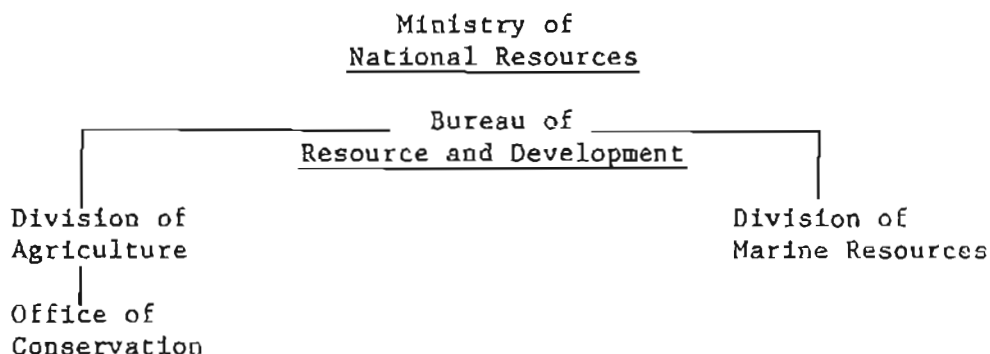 Ministry of
National Resources
Bureau of
Resource and Development
Division of
Agriculture
Division of
Marine Resources
Office of
Conservation